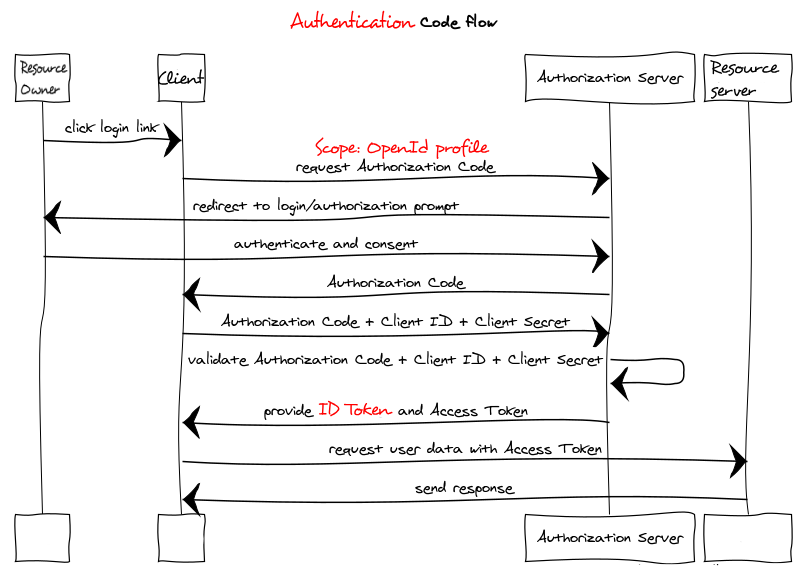 Authentication Code flow
Resource Owner
Client
Authorization Server
Resource server
click login link
Scope: OpenId profile
request Authorization Code
redirect to login/authorization prompt
authenticate and consent
Authorization Code
Authorization Code + Client ID + Client Secret
validate Authorization Code + Client ID + Client Secret
provide ID Token and Access Token
request user data with Access Token
send response
Authorization Server